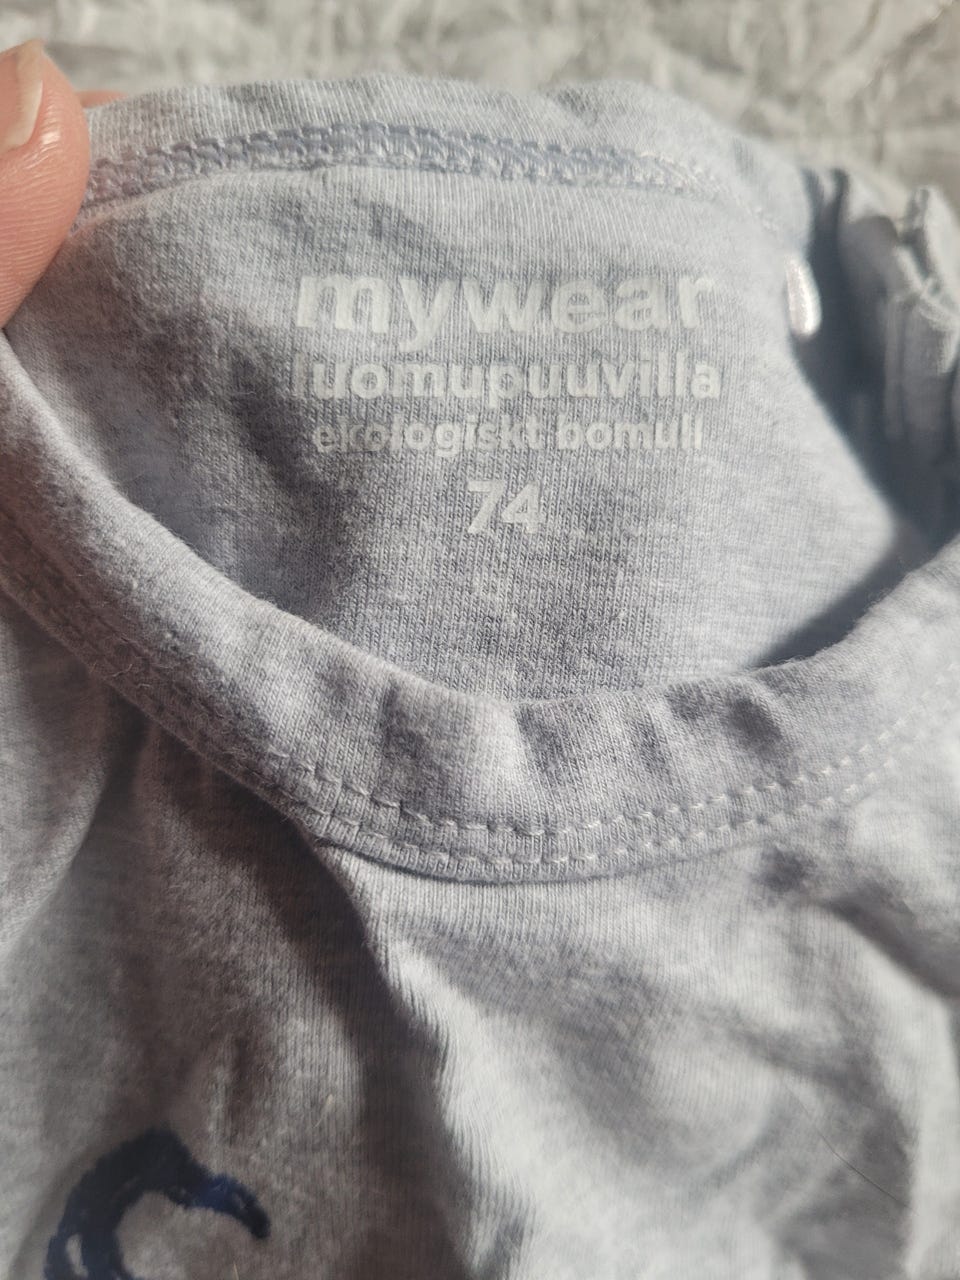 mywear
luomupuuvilla
ekologiskt bomull
74